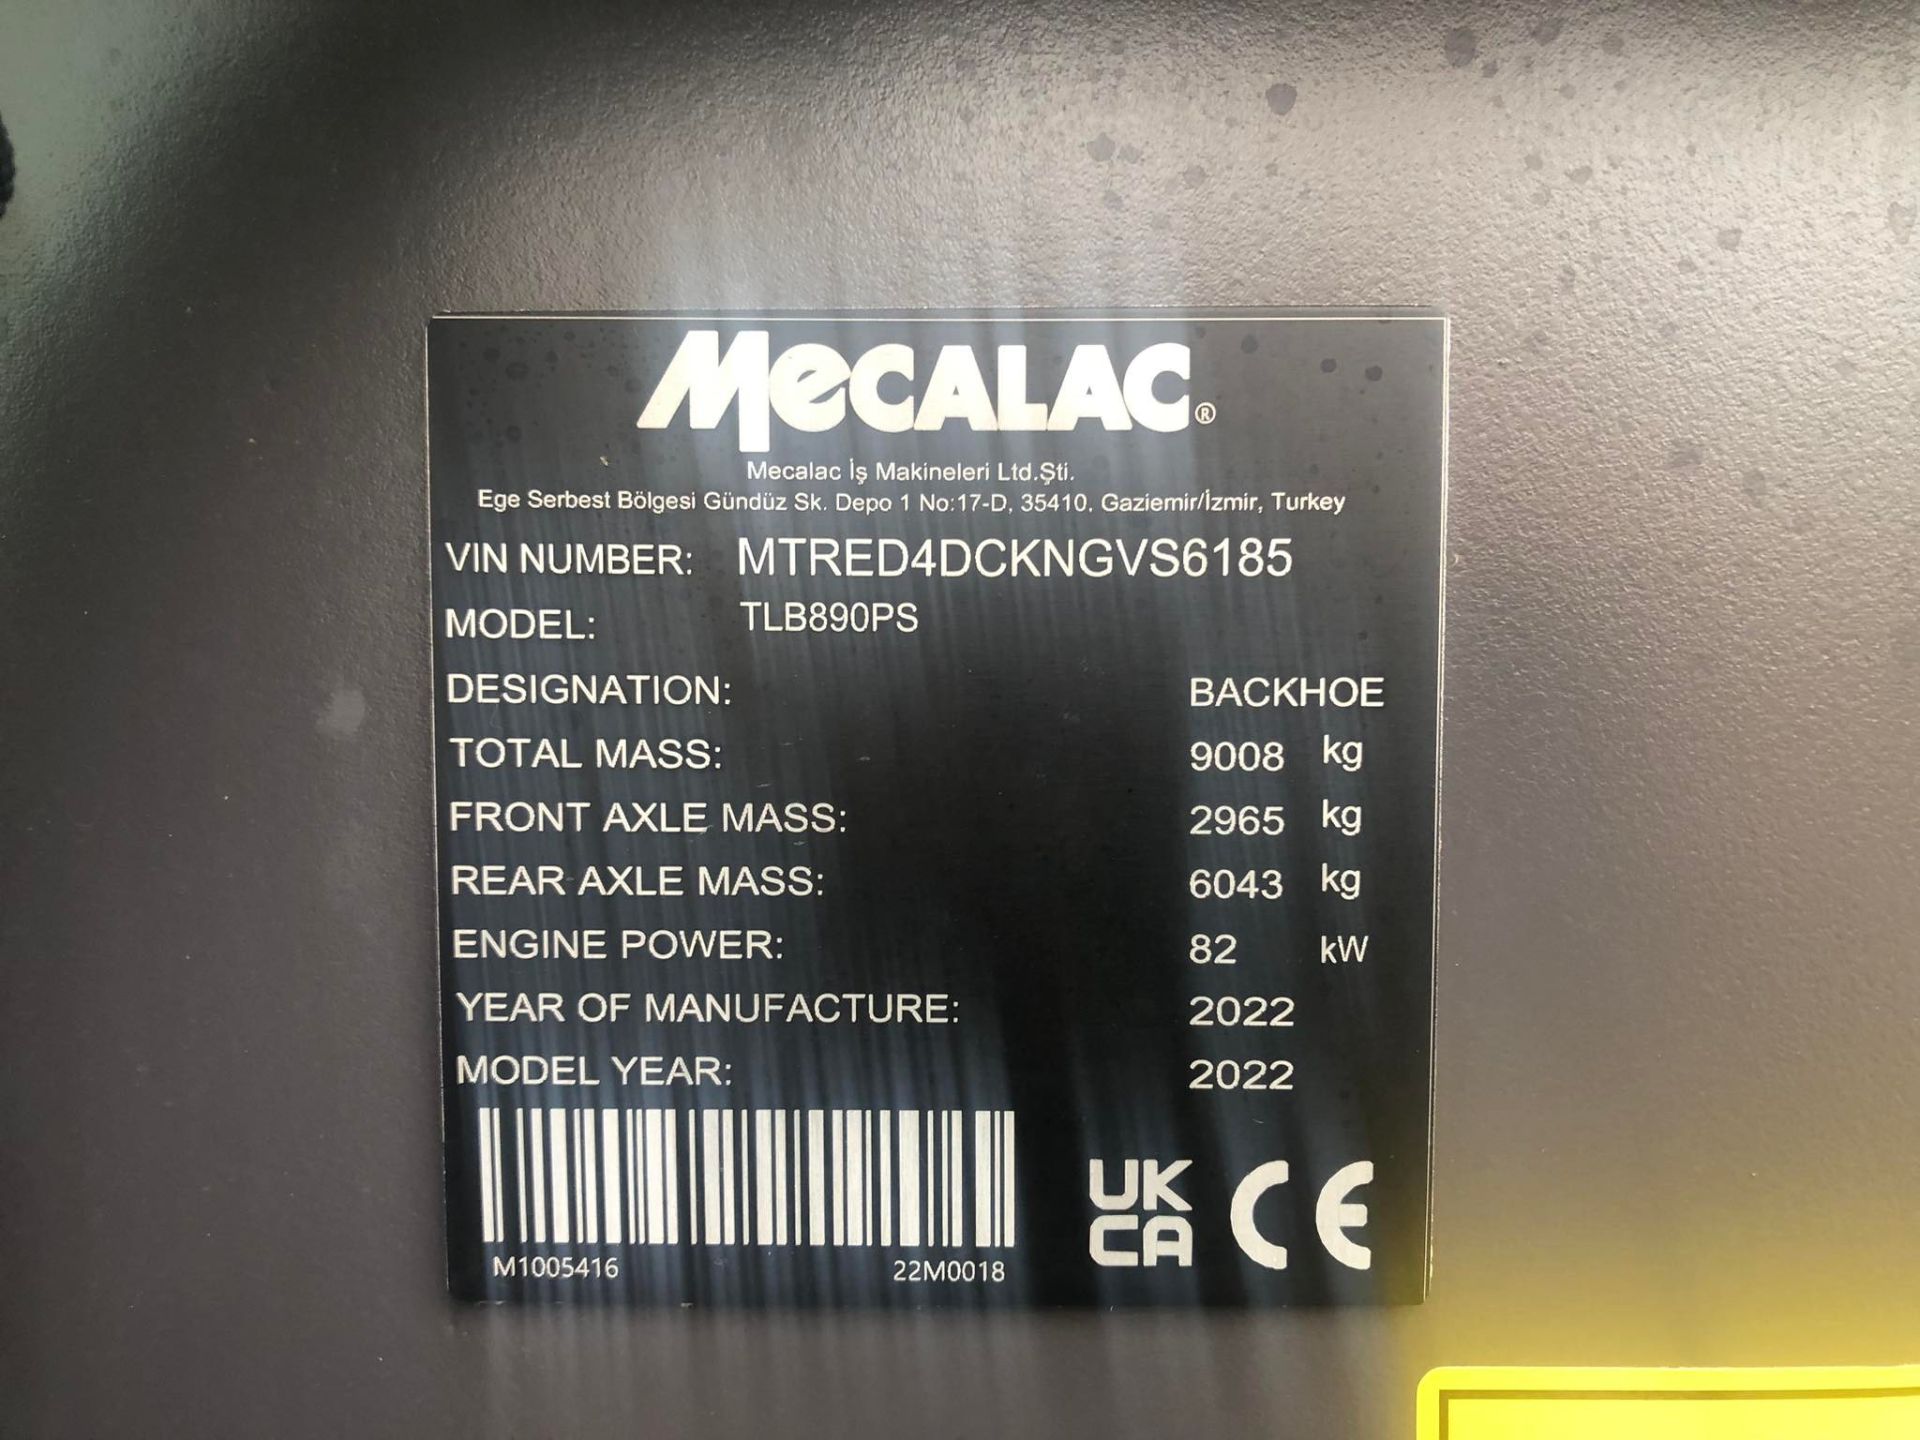 MeCALAC®
Mecalac İş Makineleri Ltd.Şti.
Ege Serbest Bölgesi Gündüz Sk. Depo 1 No:17-D, 35410, Gaziemir/İzmir, Turkey
VIN NUMBER: MTRED4DCKNGVS6185
MODEL: TLB890PS
DESIGNATION: BACKHOE
TOTAL MASS: 9008 kg
FRONT AXLE MASS: 2965 kg
REAR AXLE MASS: 6043 kg
ENGINE POWER: 82 kW
YEAR OF MANUFACTURE: 2022
MODEL YEAR: 2022
UK
CA CE
M1005416 22M0018